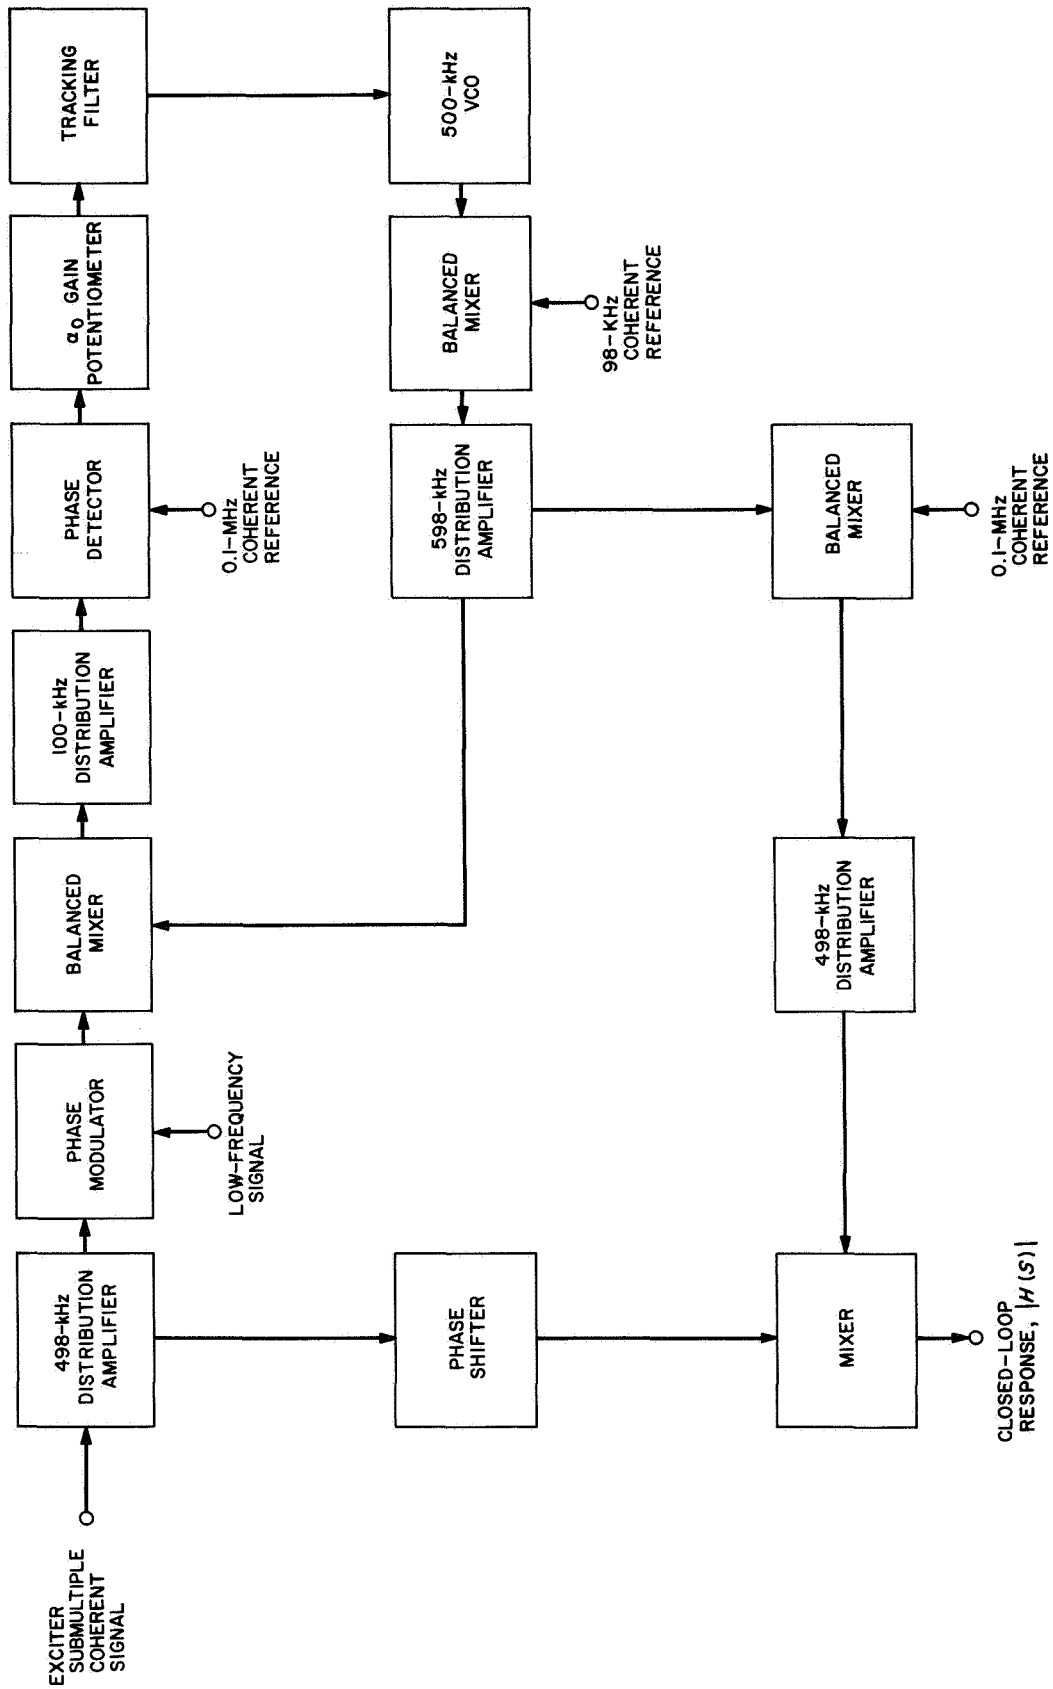 EXCITER
SUBMULTIPLE
COHERENT
SIGNAL
498-kHz
DISTRIBUTION
AMPLIFIER
PHASE
MODULATOR
LOW-FREQUENCY
SIGNAL
BALANCED
MIXER
100-kHz
DISTRIBUTION
AMPLIFIER
PHASE
DETECTOR
0.1-MHz
COHERENT
REFERENCE
α₀ GAIN
POTENTIOMETER
TRACKING
FILTER
500-kHz
VCO
BALANCED
MIXER
98-KHz
COHERENT
REFERENCE
598-kHz
DISTRIBUTION
AMPLIFIER
PHASE
SHIFTER
BALANCED
MIXER
0.1-MHz
COHERENT
REFERENCE
498-kHz
DISTRIBUTION
AMPLIFIER
MIXER
CLOSED-LOOP
RESPONSE, |H(S)|